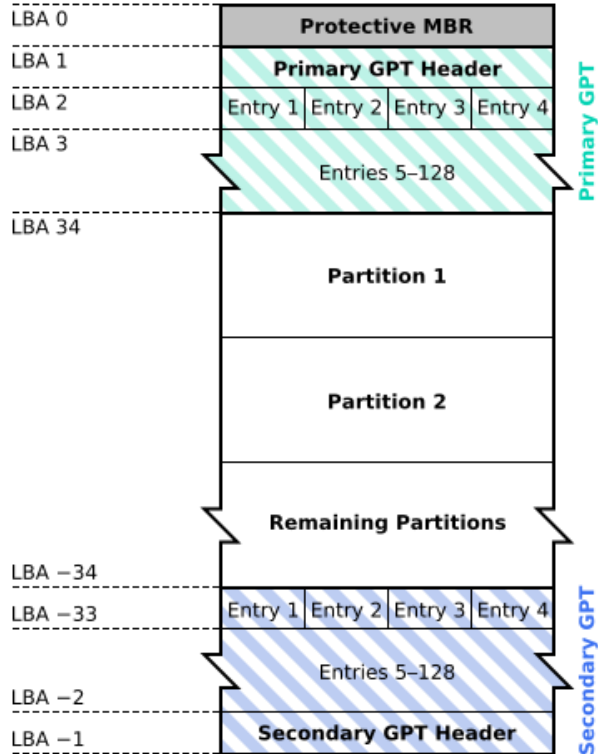 LBA 0
Protective MBR
LBA 1
Primary GPT Header
LBA 2
Entry 1 Entry 2 Entry 3 Entry 4
LBA 3
Entries 5–128
Primary GPT
LBA 34
Partition 1
Partition 2
Remaining Partitions
LBA −34
LBA −33
Entry 1 Entry 2 Entry 3 Entry 4
Entries 5–128
LBA −2
Secondary GPT Header
LBA −1
Secondary GPT